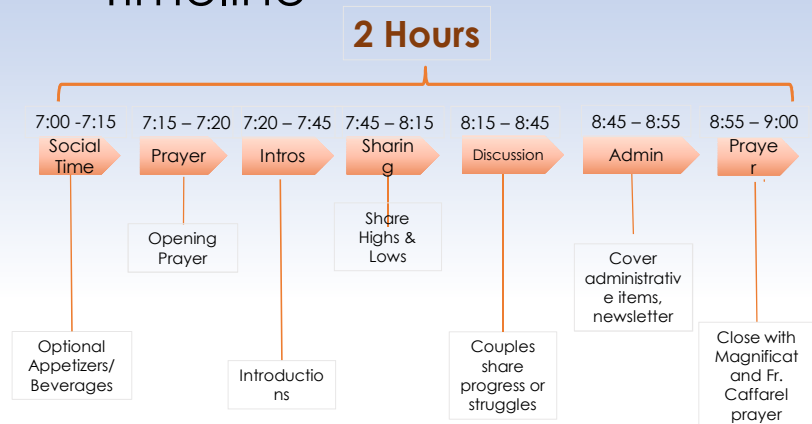 Timeline
2 Hours
7:00 -7:15
7:15 – 7:20
7:20 – 7:45
7:45 – 8:15
8:15 – 8:45
8:45 – 8:55
8:55 – 9:00
Social
Time
Prayer
Intros
Sharin
g
Discussion
Admin
Praye
r
Optional
Appetizers/
Beverages
Opening
Prayer
Introductio
ns
Share
Highs &
Lows
Couples
share
progress or
struggles
Cover
administrativ
e items,
newsletter
Close with
Magnificat
and Fr.
Caffarel
prayer